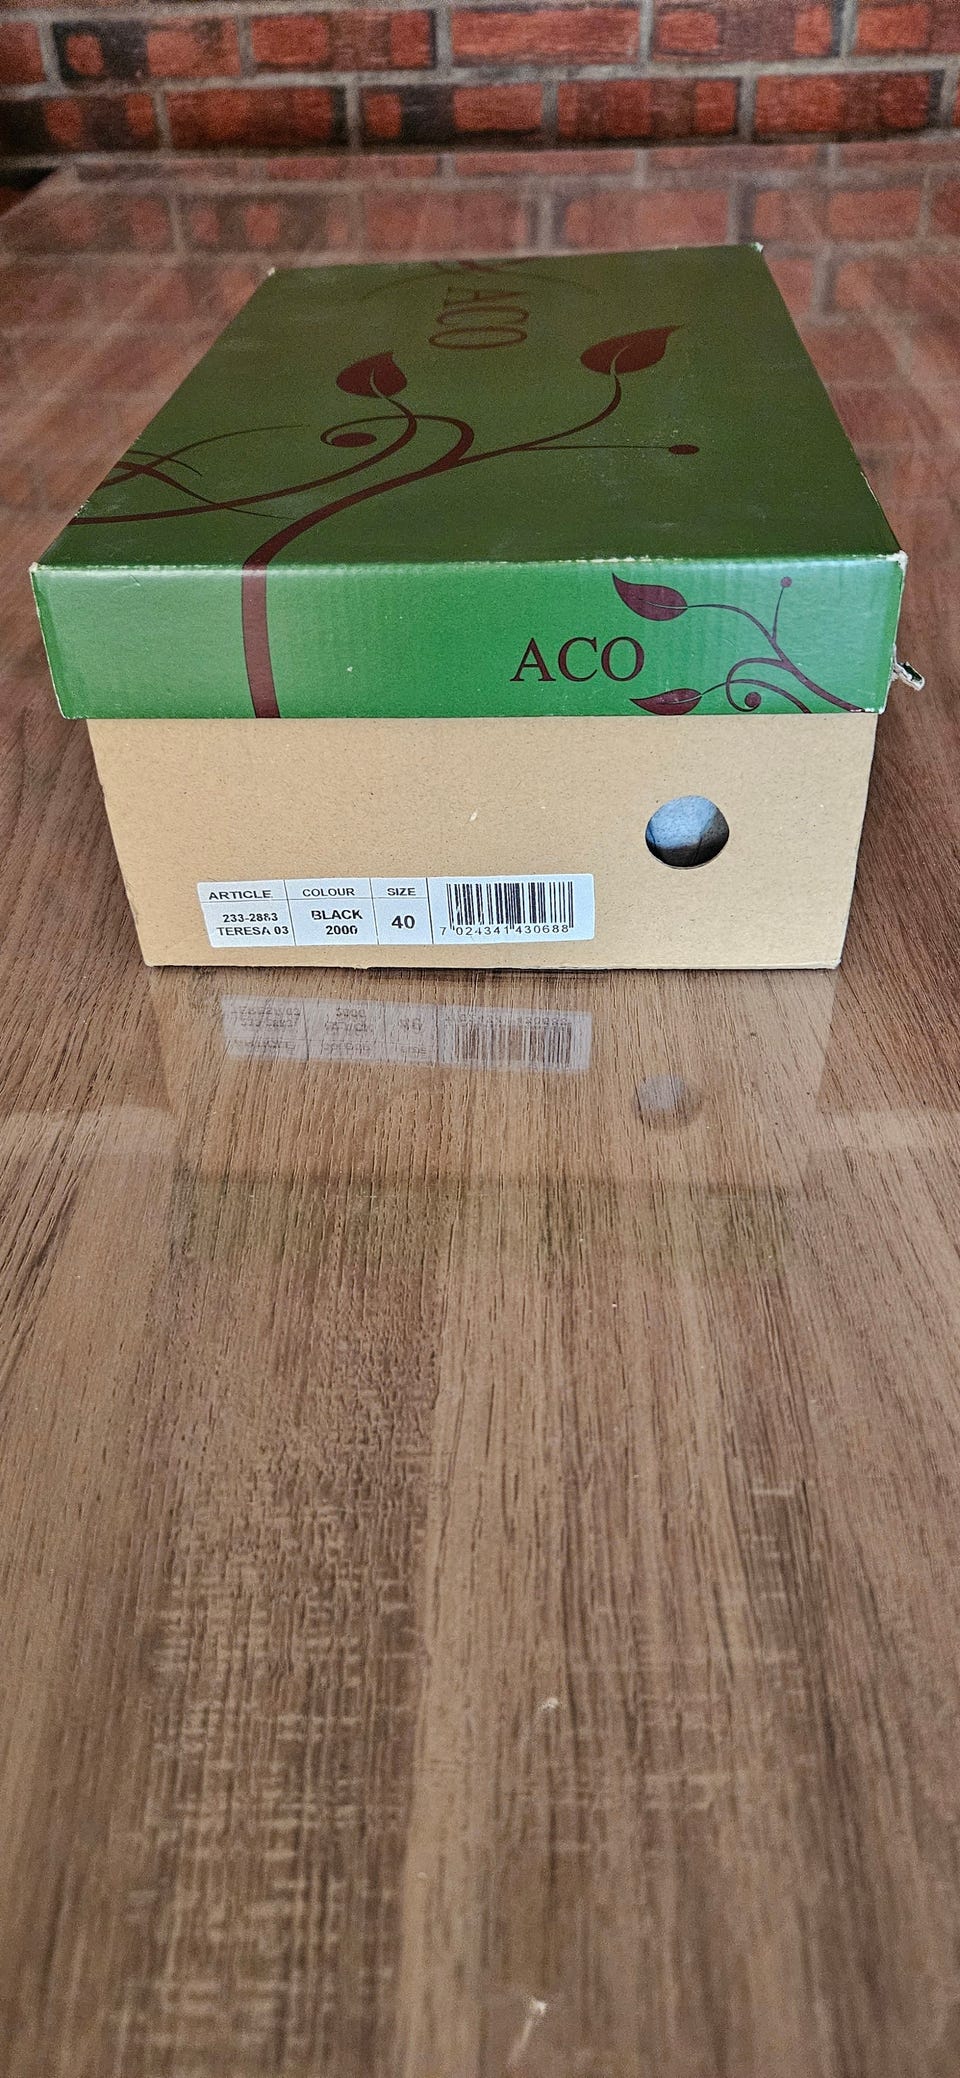 ACO
ACO
ARTICLE COLOUR SIZE
233-2883 BLACK 40
TERESA 03 2000
7 024341 430688